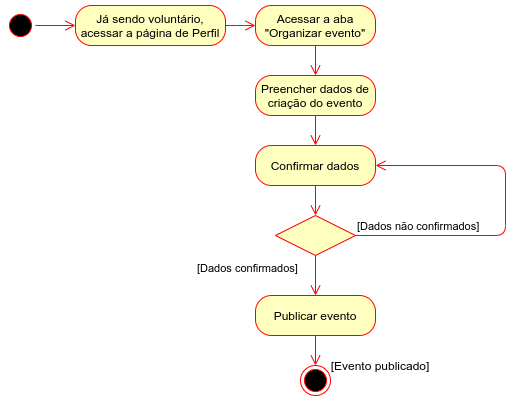 Já sendo voluntário,
acessar a página de Perfil
Acessar a aba
"Organizar evento"
Preencher dados de
criação do evento
Confirmar dados
[Dados não confirmados]
[Dados confirmados]
Publicar evento
[Evento publicado]